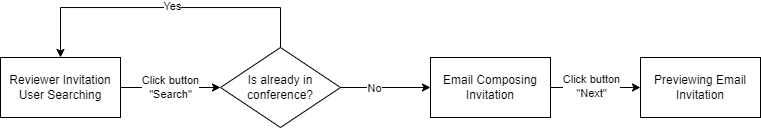 Yes
Reviewer Invitation
User Searching
Click button
"Search"
Is already in
conference?
No
Email Composing
Invitation
Click button
"Next"
Previewing Email
Invitation